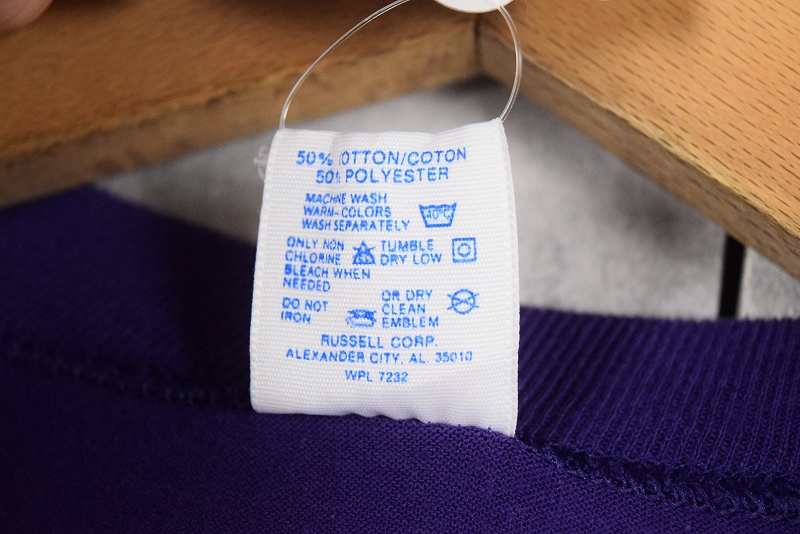 50% OTTON/COTON
50% POLYESTER
MACHINE WASH
WARM-COLORS
WASH SEPARATELY
40°C
ONLY NON
CHLORINE
BLEACH WHEN
NEEDED
TUMBLE
DRY LOW
DO NOT
IRON
OR DRY
CLEAN
EMBLEM
RUSSELL CORP.
ALEXANDER CITY, AL. 35010
WPL 7232